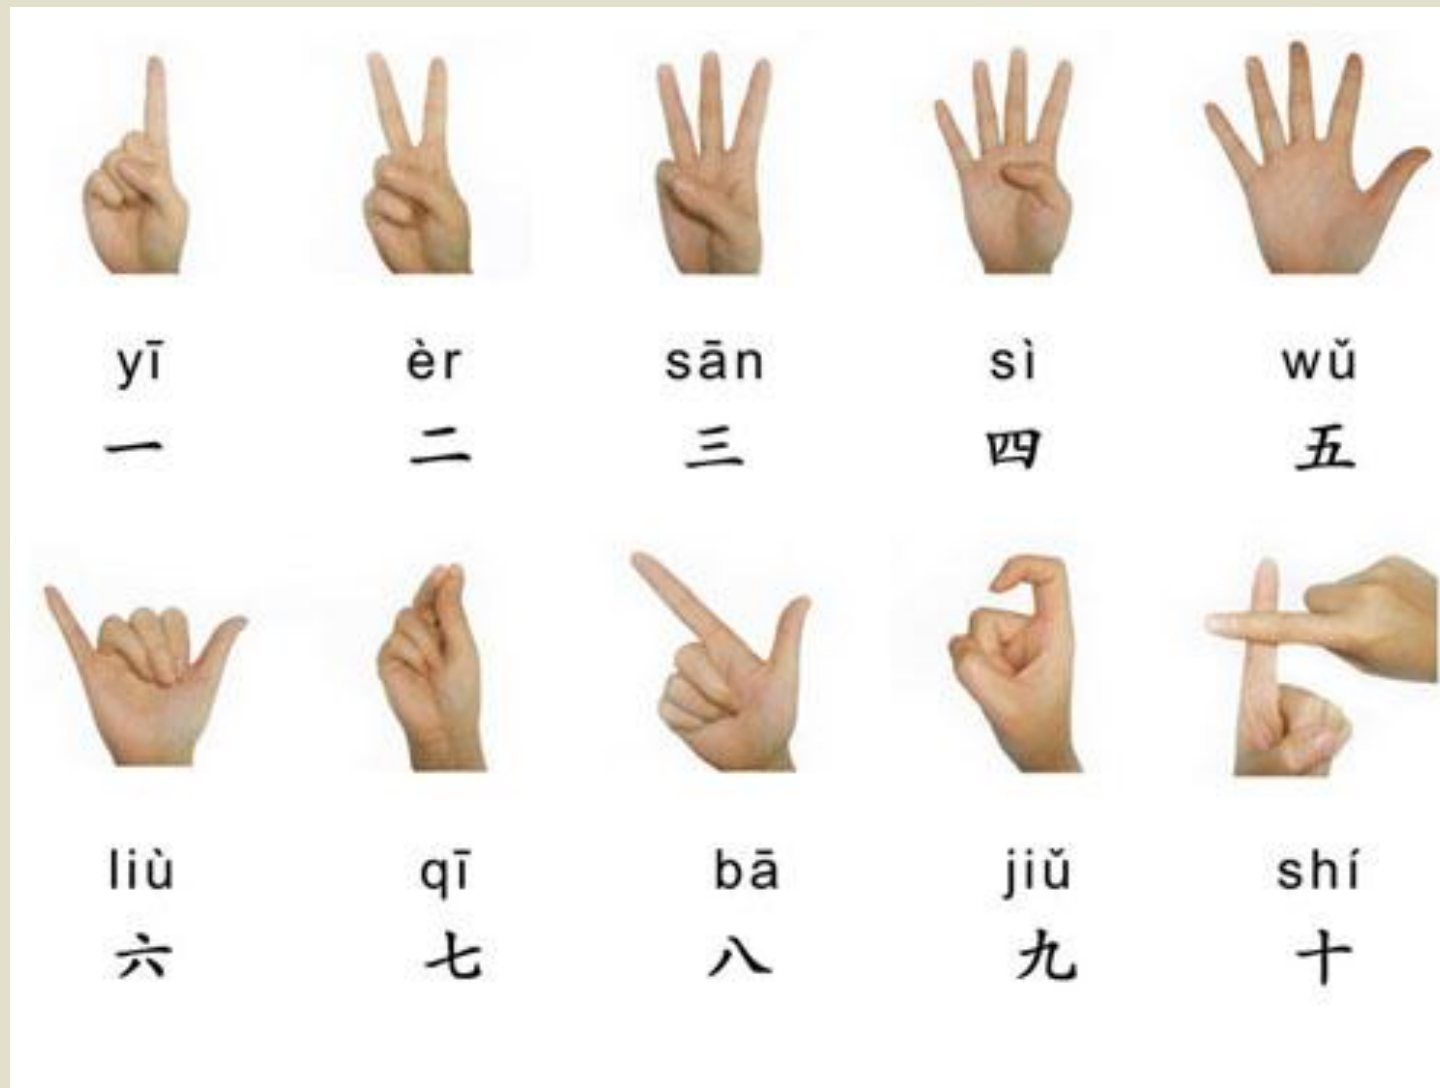 yī èr sān sì wǔ
一 二 三 四 五
liù qī bā jiǔ shí
六 七 八 九 十